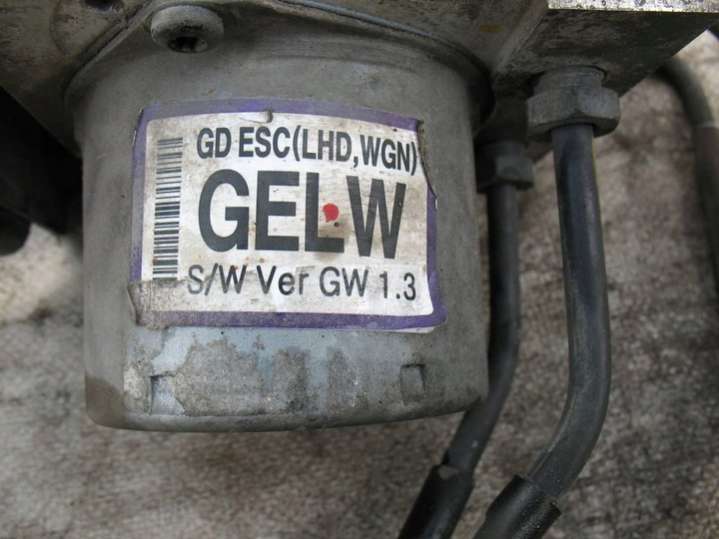 GD ESC(LHD,WGN)
GELW
S/W Ver GW 1.3